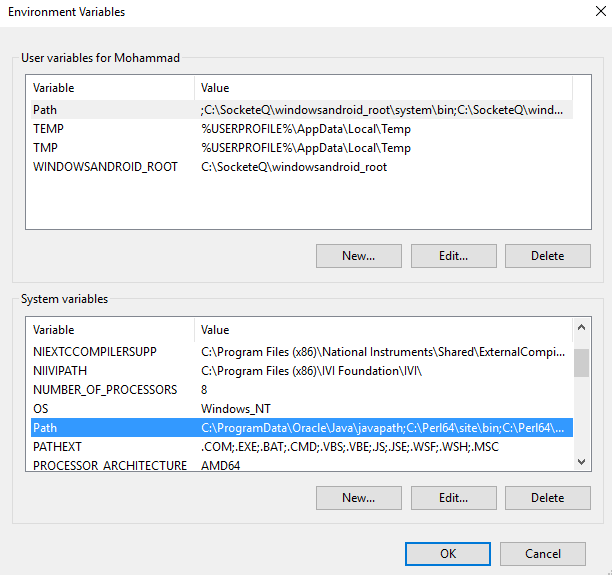 Environment Variables
User variables for Mohammad
Variable Value
Path ;C:\SocketeQ\windowsandroid_root\system\bin;C:\SocketeQ\wind...
TEMP %USERPROFILE%\AppData\Local\Temp
TMP %USERPROFILE%\AppData\Local\Temp
WINDOWSANDROID_ROOT C:\SocketeQ\windowsandroid_root
New... Edit... Delete
System variables
Variable Value
NIEXTCCOMPILERSUPP C:\Program Files (x86)\National Instruments\Shared\ExternalCompi...
NIIVIPATH C:\Program Files (x86)\IVI Foundation\IVI\
NUMBER_OF_PROCESSORS 8
OS Windows_NT
Path C:\ProgramData\Oracle\Java\javapath;C:\Perl64\site\bin;C:\Perl64\...
PATHEXT .COM;.EXE;.BAT;.CMD;.VBS;.VBE;.JS;.JSE;.WSF;.WSH;.MSC
PROCESSOR_ARCHITECTURE AMD64
New... Edit... Delete
OK Cancel